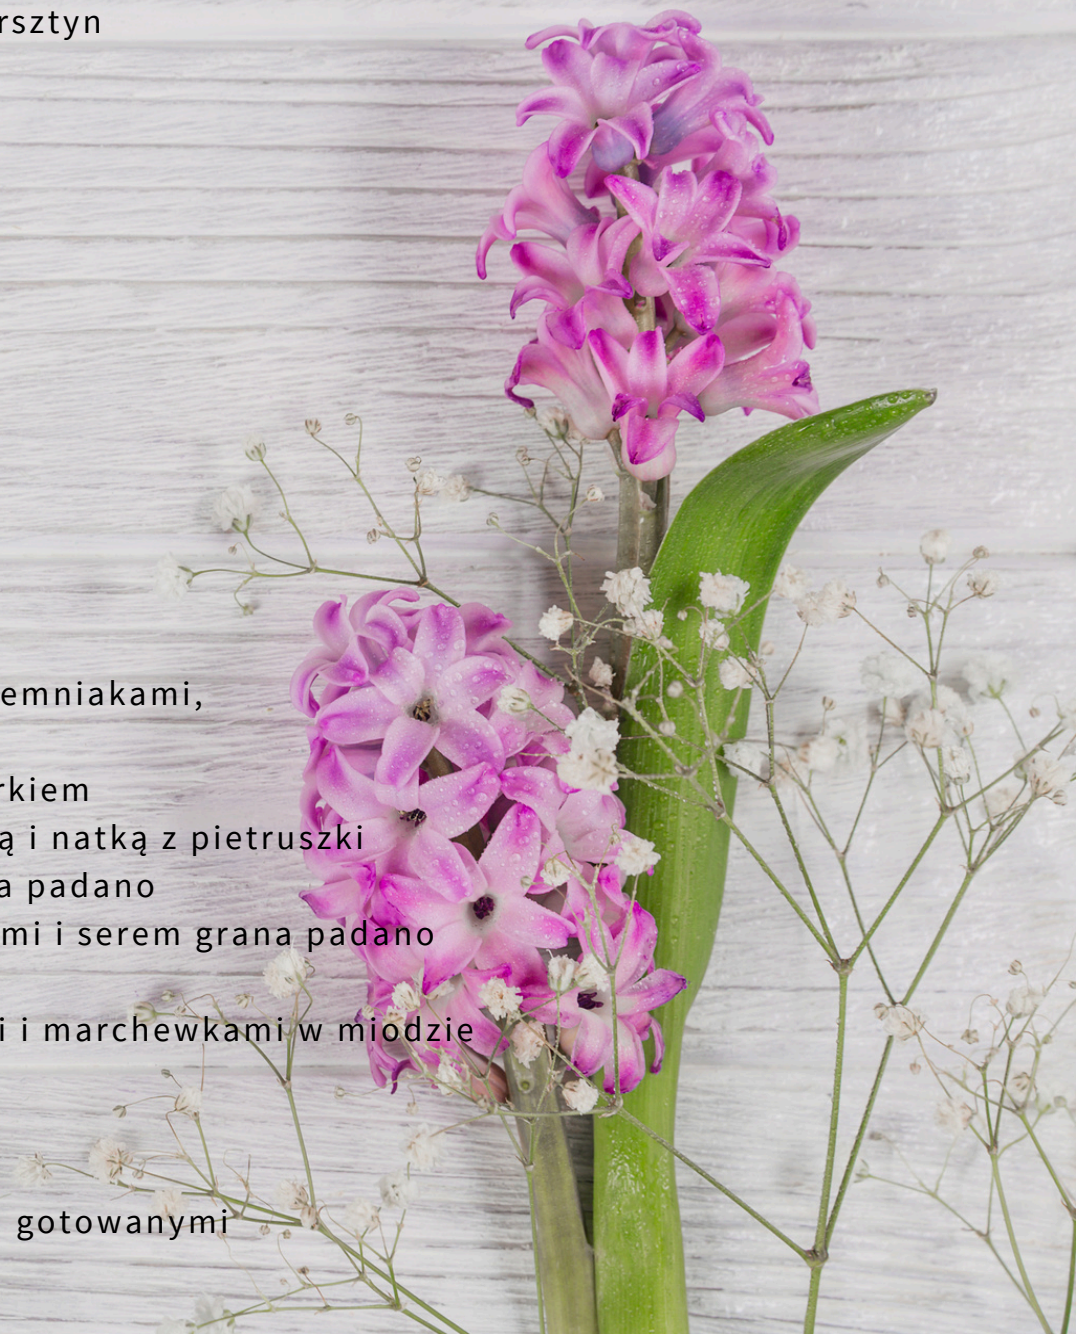 rsztyn
emniakami,
rkiem
ą i natką z pietruszki
a padano
mi i serem grana padano
i i marchewkami w miodzie
gotowanymi